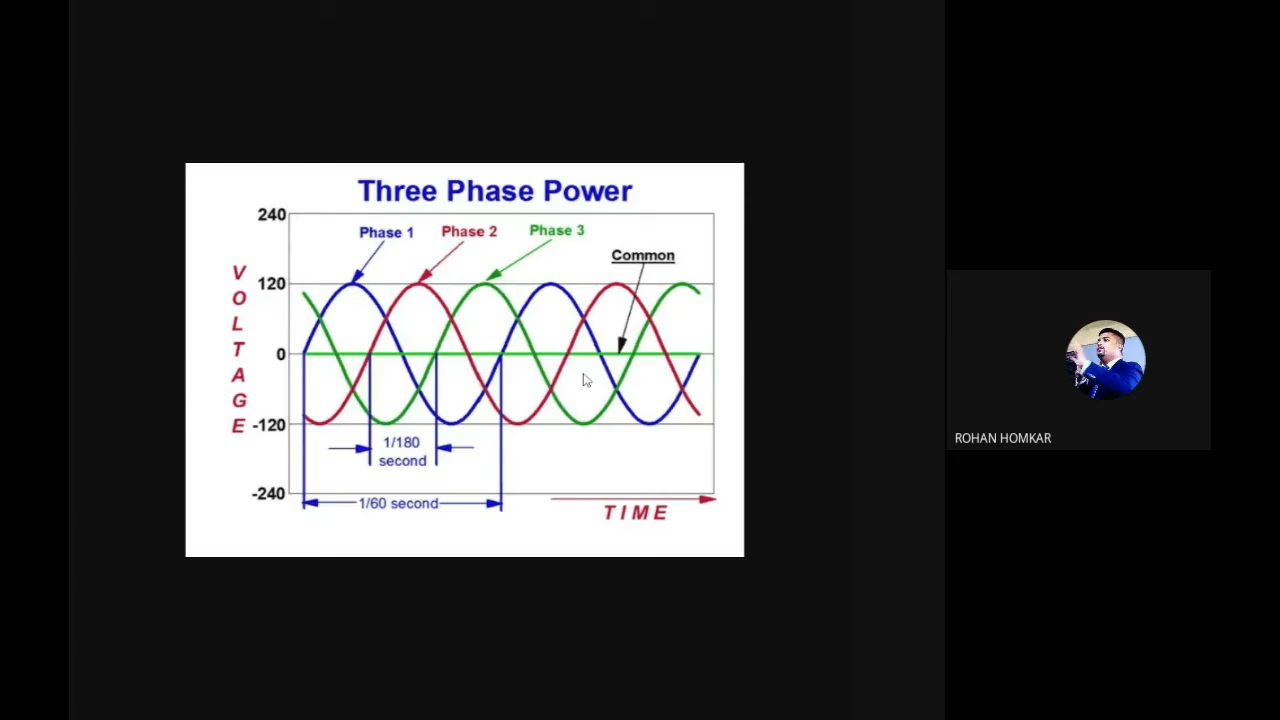 Three Phase Power
240
Phase 1 Phase 2 Phase 3
Common
120
0
-120
-240
VOLTAGE
1/180
second
1/60 second
TIME
ROHAN HOMKAR